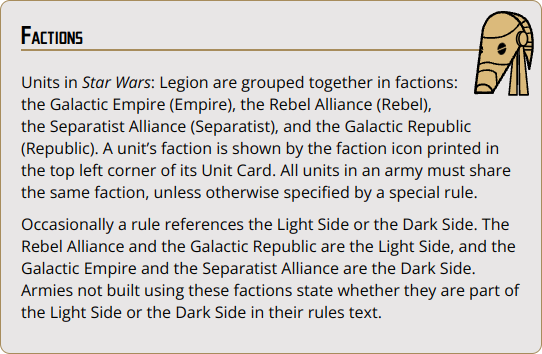 FACTIONS
Units in Star Wars: Legion are grouped together in factions:
the Galactic Empire (Empire), the Rebel Alliance (Rebel),
the Separatist Alliance (Separatist), and the Galactic Republic
(Republic). A unit’s faction is shown by the faction icon printed in
the top left corner of its Unit Card. All units in an army must share
the same faction, unless otherwise specified by a special rule.
Occasionally a rule references the Light Side or the Dark Side. The
Rebel Alliance and the Galactic Republic are the Light Side, and the
Galactic Empire and the Separatist Alliance are the Dark Side.
Armies not built using these factions state whether they are part of
the Light Side or the Dark Side in their rules text.